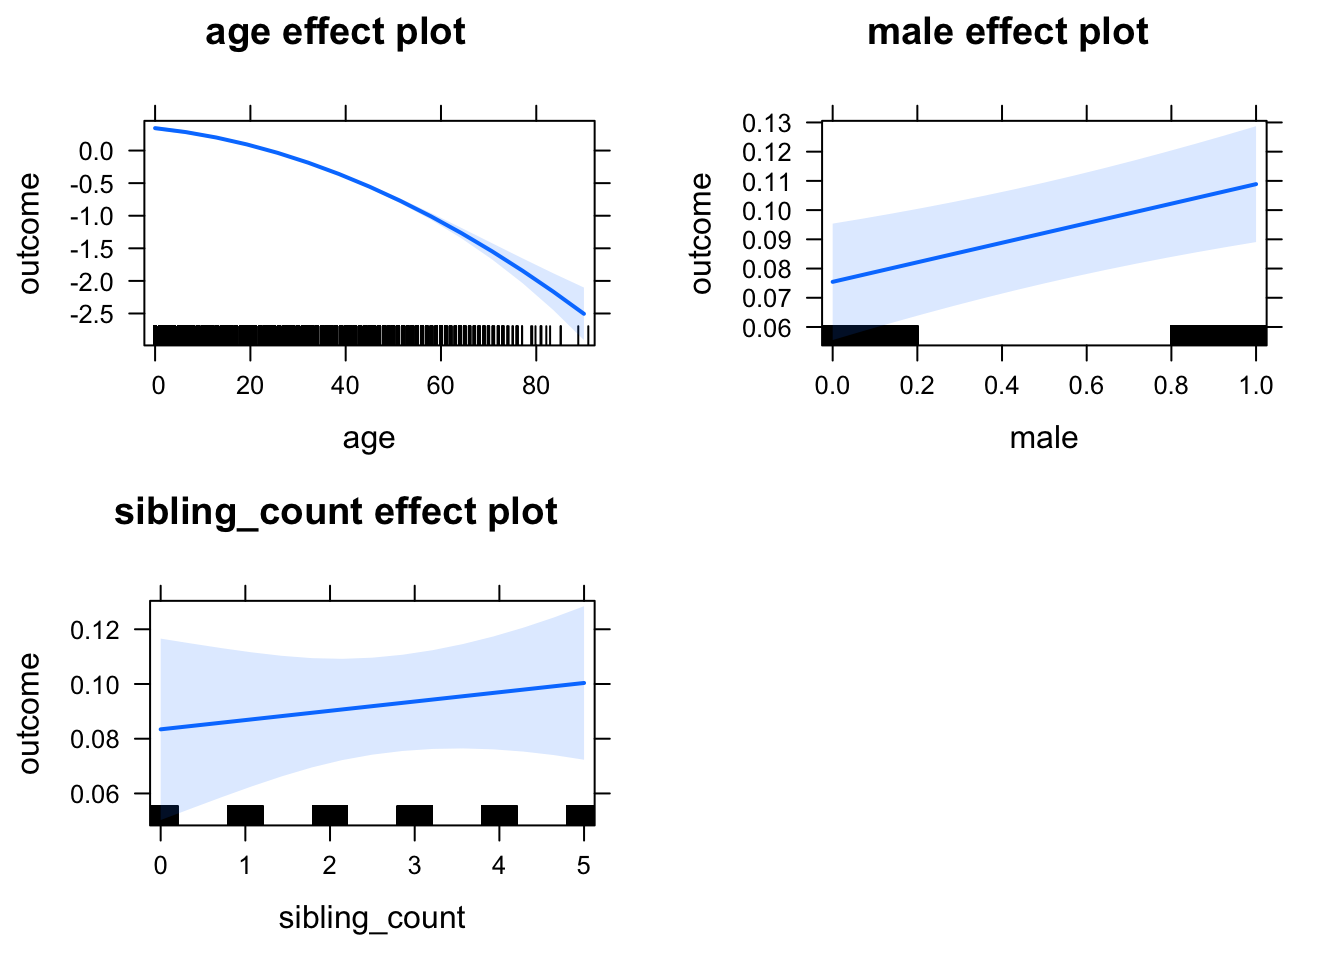 age effect plot
outcome
0.0
-0.5
-1.0
-1.5
-2.0
-2.5
0 20 40 60 80
age
male effect plot
outcome
0.13
0.12
0.11
0.10
0.09
0.08
0.07
0.06
0.0 0.2 0.4 0.6 0.8 1.0
male
sibling_count effect plot
outcome
0.12
0.10
0.08
0.06
0 1 2 3 4 5
sibling_count